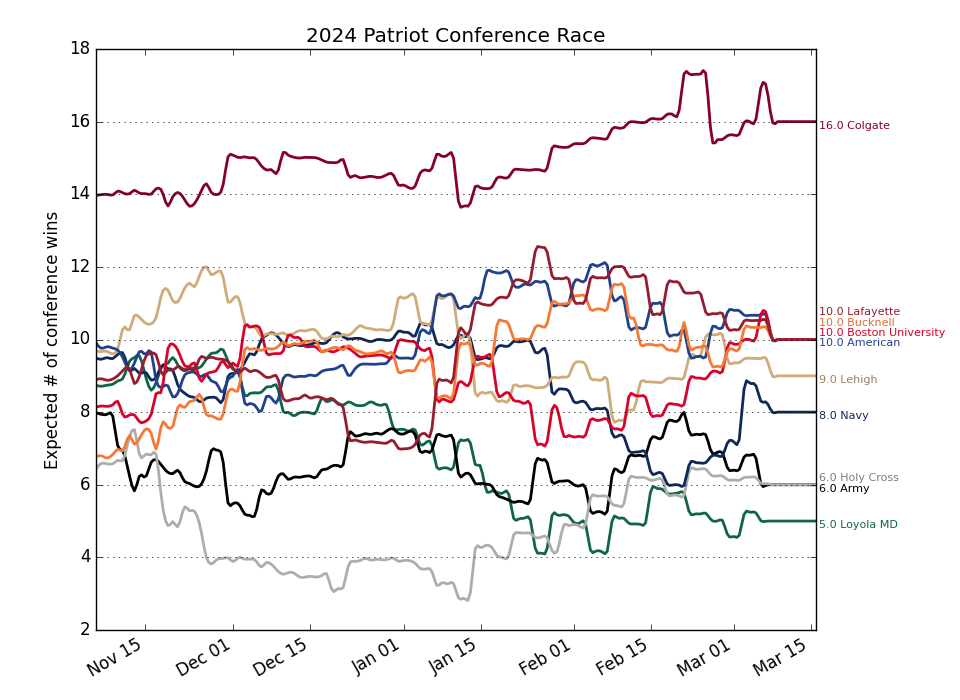 2024 Patriot Conference Race
Expected # of conference wins
18
16
14
12
10
8
6
4
2
16.0 Colgate
10.0 Lafayette
10.0 Bucknell
10.0 Boston University
10.0 American
9.0 Lehigh
8.0 Navy
6.0 Holy Cross
6.0 Army
5.0 Loyola MD
Nov 15
Dec 01
Dec 15
Jan 01
Jan 15
Feb 01
Feb 15
Mar 01
Mar 15